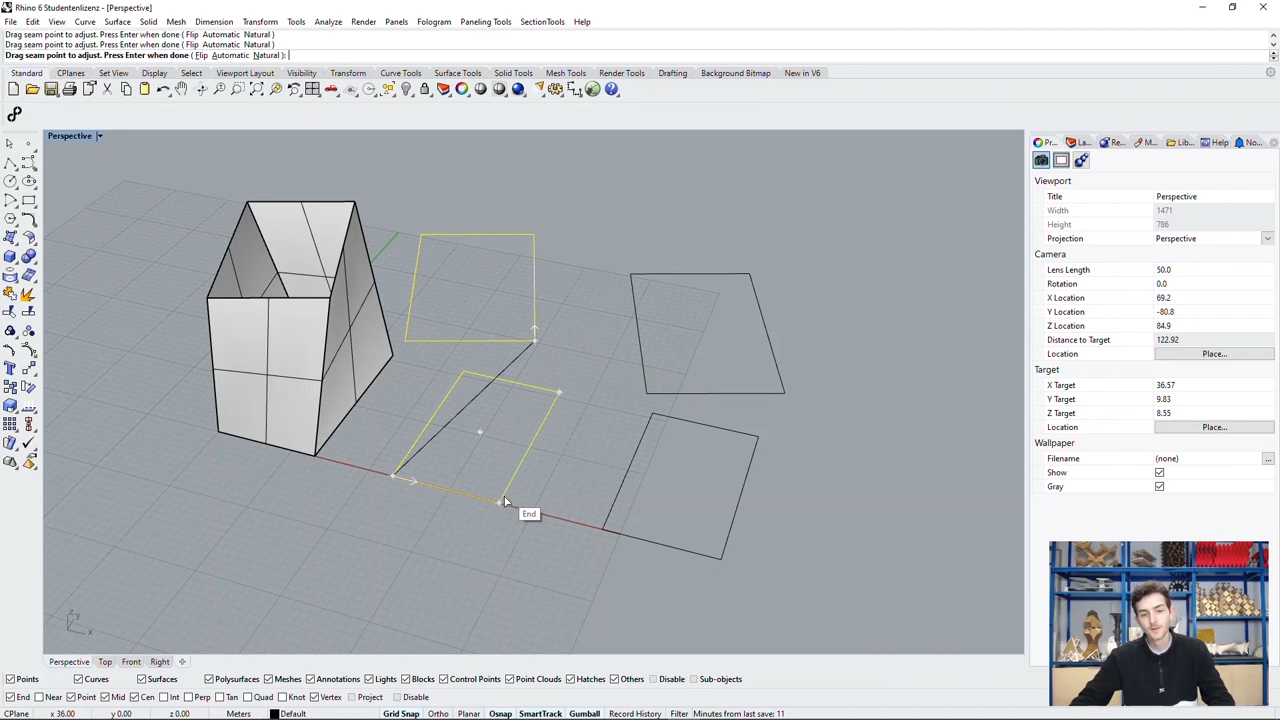 Rhino 6 Studentenlizenz - [Perspective]
File Edit View Curve Surface Solid Mesh Dimension Transform Tools Analyze Render Panels Fologram Paneling Tools SectionTools Help
Drag seam point to adjust. Press Enter when done ( Flip Automatic Natural )
Drag seam point to adjust. Press Enter when done ( Flip Automatic Natural )
Drag seam point to adjust. Press Enter when done ( Flip Automatic Natural ):
Standard CPlanes Set View Display Select Viewport Layout Visibility Transform Curve Tools Surface Tools Solid Tools Mesh Tools Render Tools Drafting Background Bitmap New in V6
Perspective
Pr... La... Re... M... Lib... Help No...
Viewport
Title Perspective
Width 1471
Height 786
Projection Perspective
Camera
Lens Length 50.0
Rotation 0.0
X Location 69.2
Y Location -80.8
Z Location 84.9
Distance to Target 122.92
Location Place...
Target
X Target 36.57
Y Target 9.83
Z Target 8.55
Location Place...
Wallpaper
Filename (none) ...
Show
Gray
End
z y
x
Perspective Top Front Right
Points Curves Surfaces Polysurfaces Meshes Annotations Lights Blocks Control Points Point Clouds Hatches Others Disable Sub-objects
End Near Point Mid Cen Int Perp Tan Quad Knot Vertex Project Disable
CPlane x 36.00 y 0.00 z 0.00 Meters Default Grid Snap Ortho Planar Osnap SmartTrack Gumball Record History Filter Minutes from last save: 11